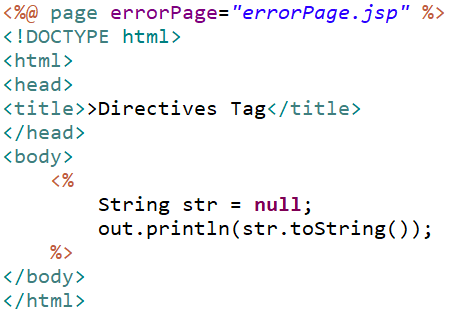 <%@ page errorPage="errorPage.jsp" %>
<!DOCTYPE html>
<html>
<head>
<title>>Directives Tag</title>
</head>
<body>
    <%
        String str = null;
        out.println(str.toString());
    %>
</body>
</html>